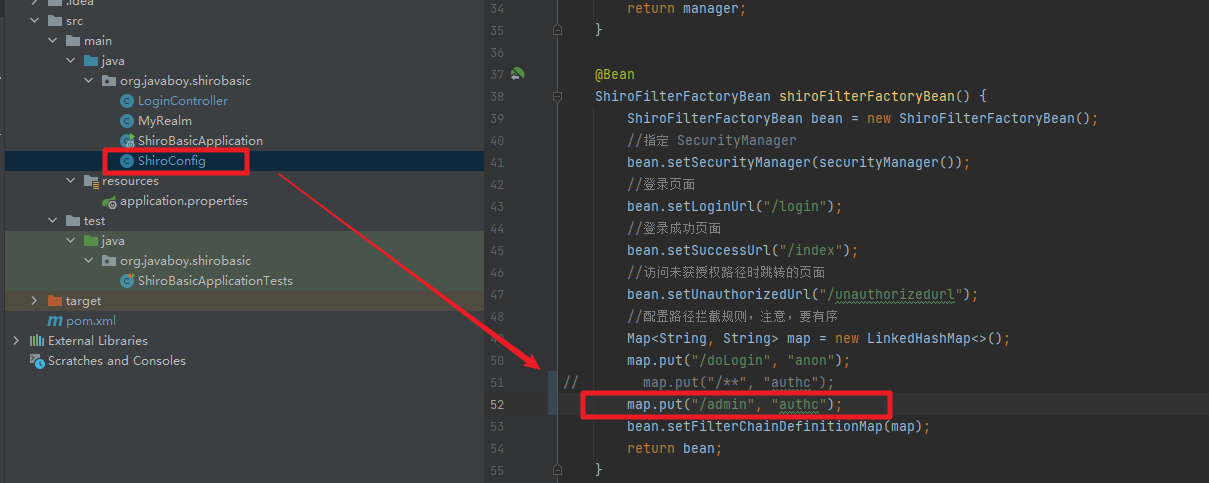 .idea
src
main
java
org.javaboy.shirobasic
LoginController
MyRealm
ShiroBasicApplication
ShiroConfig
resources
application.properties
test
java
org.javaboy.shirobasic
ShiroBasicApplicationTests
target
pom.xml
External Libraries
Scratches and Consoles
34 return manager;
35 }
36
37 @Bean
38 ShiroFilterFactoryBean shiroFilterFactoryBean() {
39 ShiroFilterFactoryBean bean = new ShiroFilterFactoryBean();
40 //指定 SecurityManager
41 bean.setSecurityManager(securityManager());
42 //登录页面
43 bean.setLoginUrl("/login");
44 //登录成功页面
45 bean.setSuccessUrl("/index");
46 //访问未获授权路径时跳转的页面
47 bean.setUnauthorizedUrl("/unauthorizedurl");
48 //配置路径拦截规则，注意，要有序
49 Map<String, String> map = new LinkedHashMap<>();
50 map.put("/doLogin", "anon");
51 // map.put("/**", "authc");
52 map.put("/admin", "authc");
53 bean.setFilterChainDefinitionMap(map);
54 return bean;
55 }